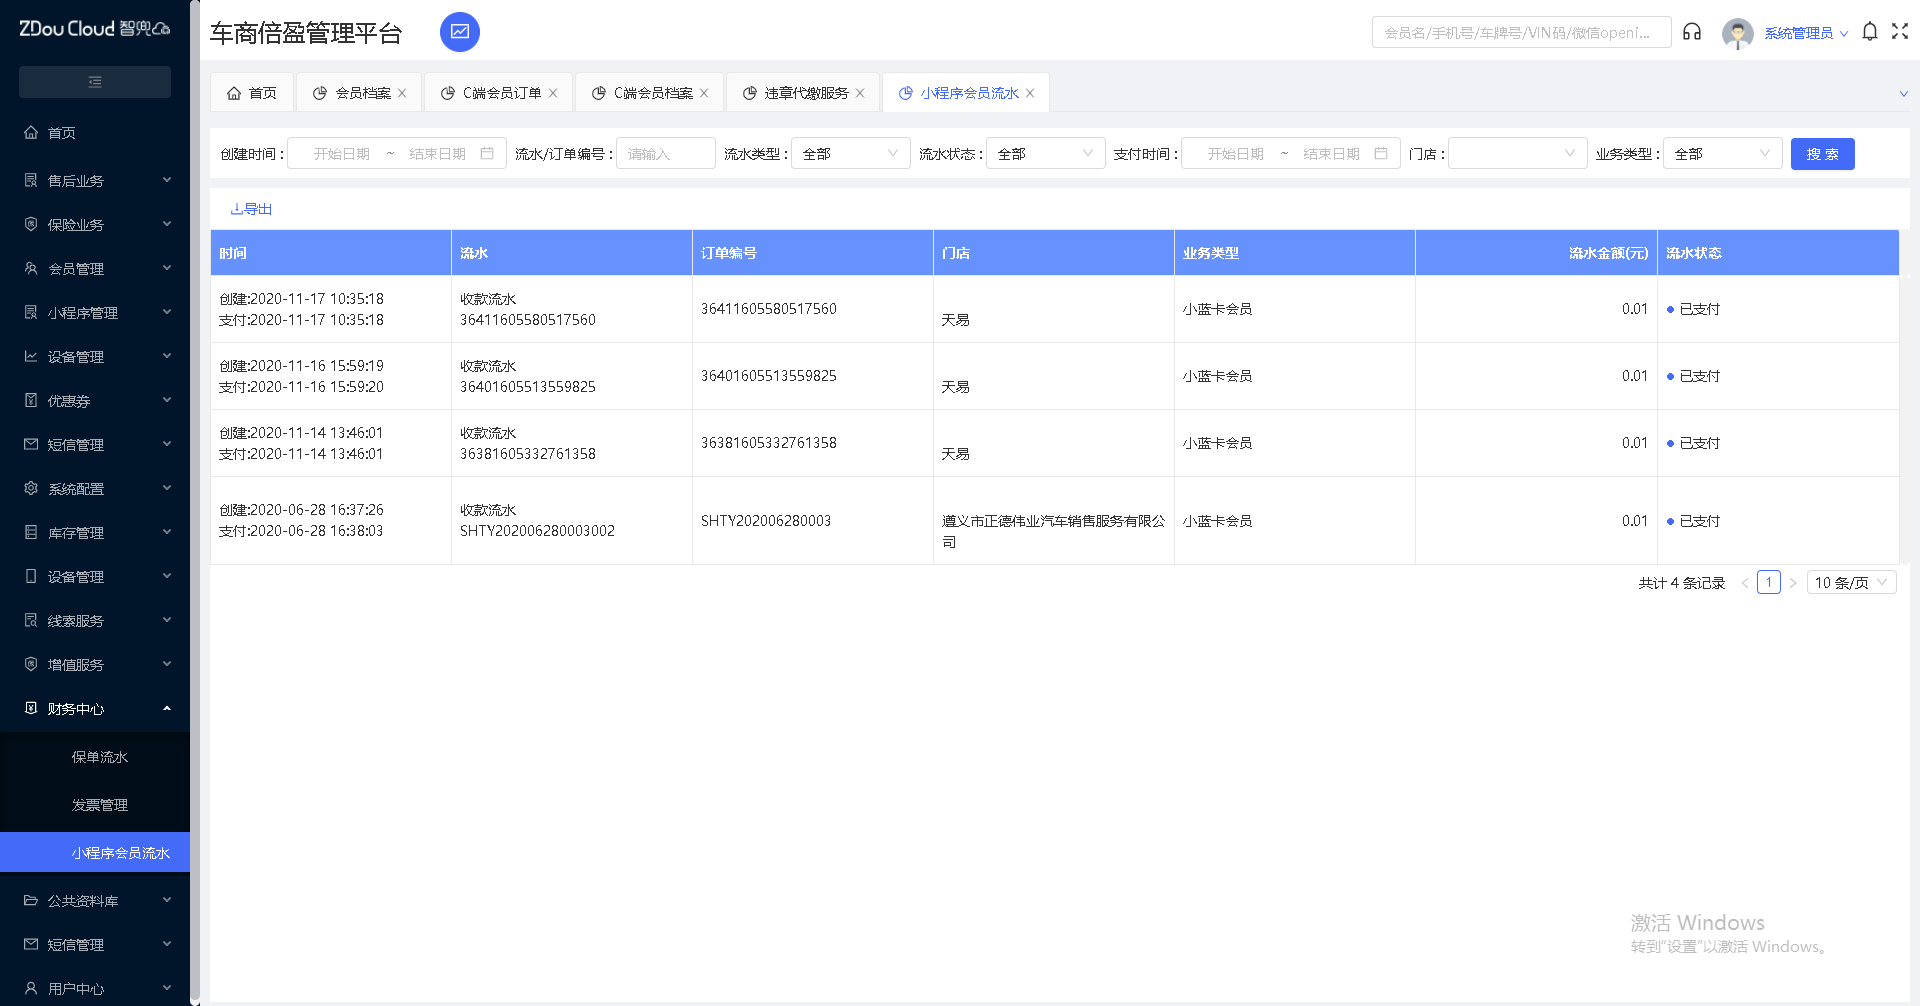 ZDou Cloud 智兜
车商倍盈管理平台
会员名/手机号/车牌号/VIN码/微信openi...
系统管理员
首页
会员档案
C端会员订单
C端会员档案
违章代缴服务
小程序会员流水
首页
售后业务
保险业务
会员管理
小程序管理
设备管理
优惠券
短信管理
系统配置
库存管理
设备管理
线索服务
增值服务
财务中心
保单流水
发票管理
小程序会员流水
公共资料库
短信管理
用户中心
创建时间 : 开始日期 ~ 结束日期 流水/订单编号 : 请输入 流水类型 : 全部 流水状态 : 全部 支付时间 : 开始日期 ~ 结束日期 门店 : 业务类型 : 全部 搜 索
导出
时间 流水 订单编号 门店 业务类型 流水金额(元) 流水状态
创建:2020-11-17 10:35:18
支付:2020-11-17 10:35:18
收款流水
36411605580517560
36411605580517560
天易
小蓝卡会员
0.01
已支付
创建:2020-11-16 15:59:19
支付:2020-11-16 15:59:20
收款流水
36401605513559825
36401605513559825
天易
小蓝卡会员
0.01
已支付
创建:2020-11-14 13:46:01
支付:2020-11-14 13:46:01
收款流水
36381605332761358
36381605332761358
天易
小蓝卡会员
0.01
已支付
创建:2020-06-28 16:37:26
支付:2020-06-28 16:38:03
收款流水
SHTY202006280003002
SHTY202006280003
遵义市正德伟业汽车销售服务有限公
司
小蓝卡会员
0.01
已支付
共计 4 条记录 < 1 > 10 条/页
激活 Windows
转到“设置”以激活 Windows。